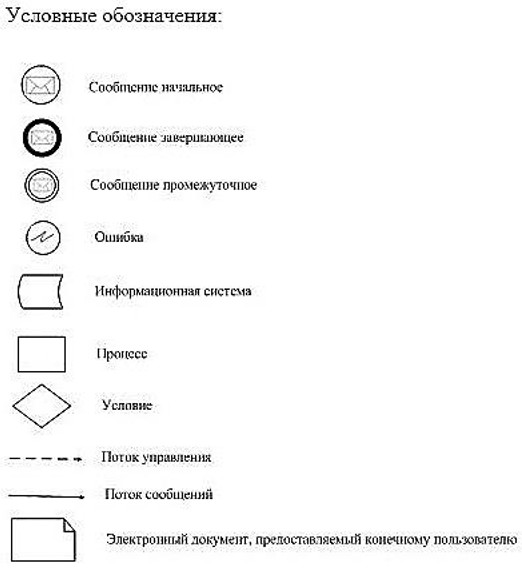 Условные обозначения:
Сообщение начальное
Сообщение завершающее
Сообщение промежуточное
Ошибка
Информационная система
Процесс
Условие
Поток управления
Поток сообщений
Электронный документ, предоставляемый конечному пользователю